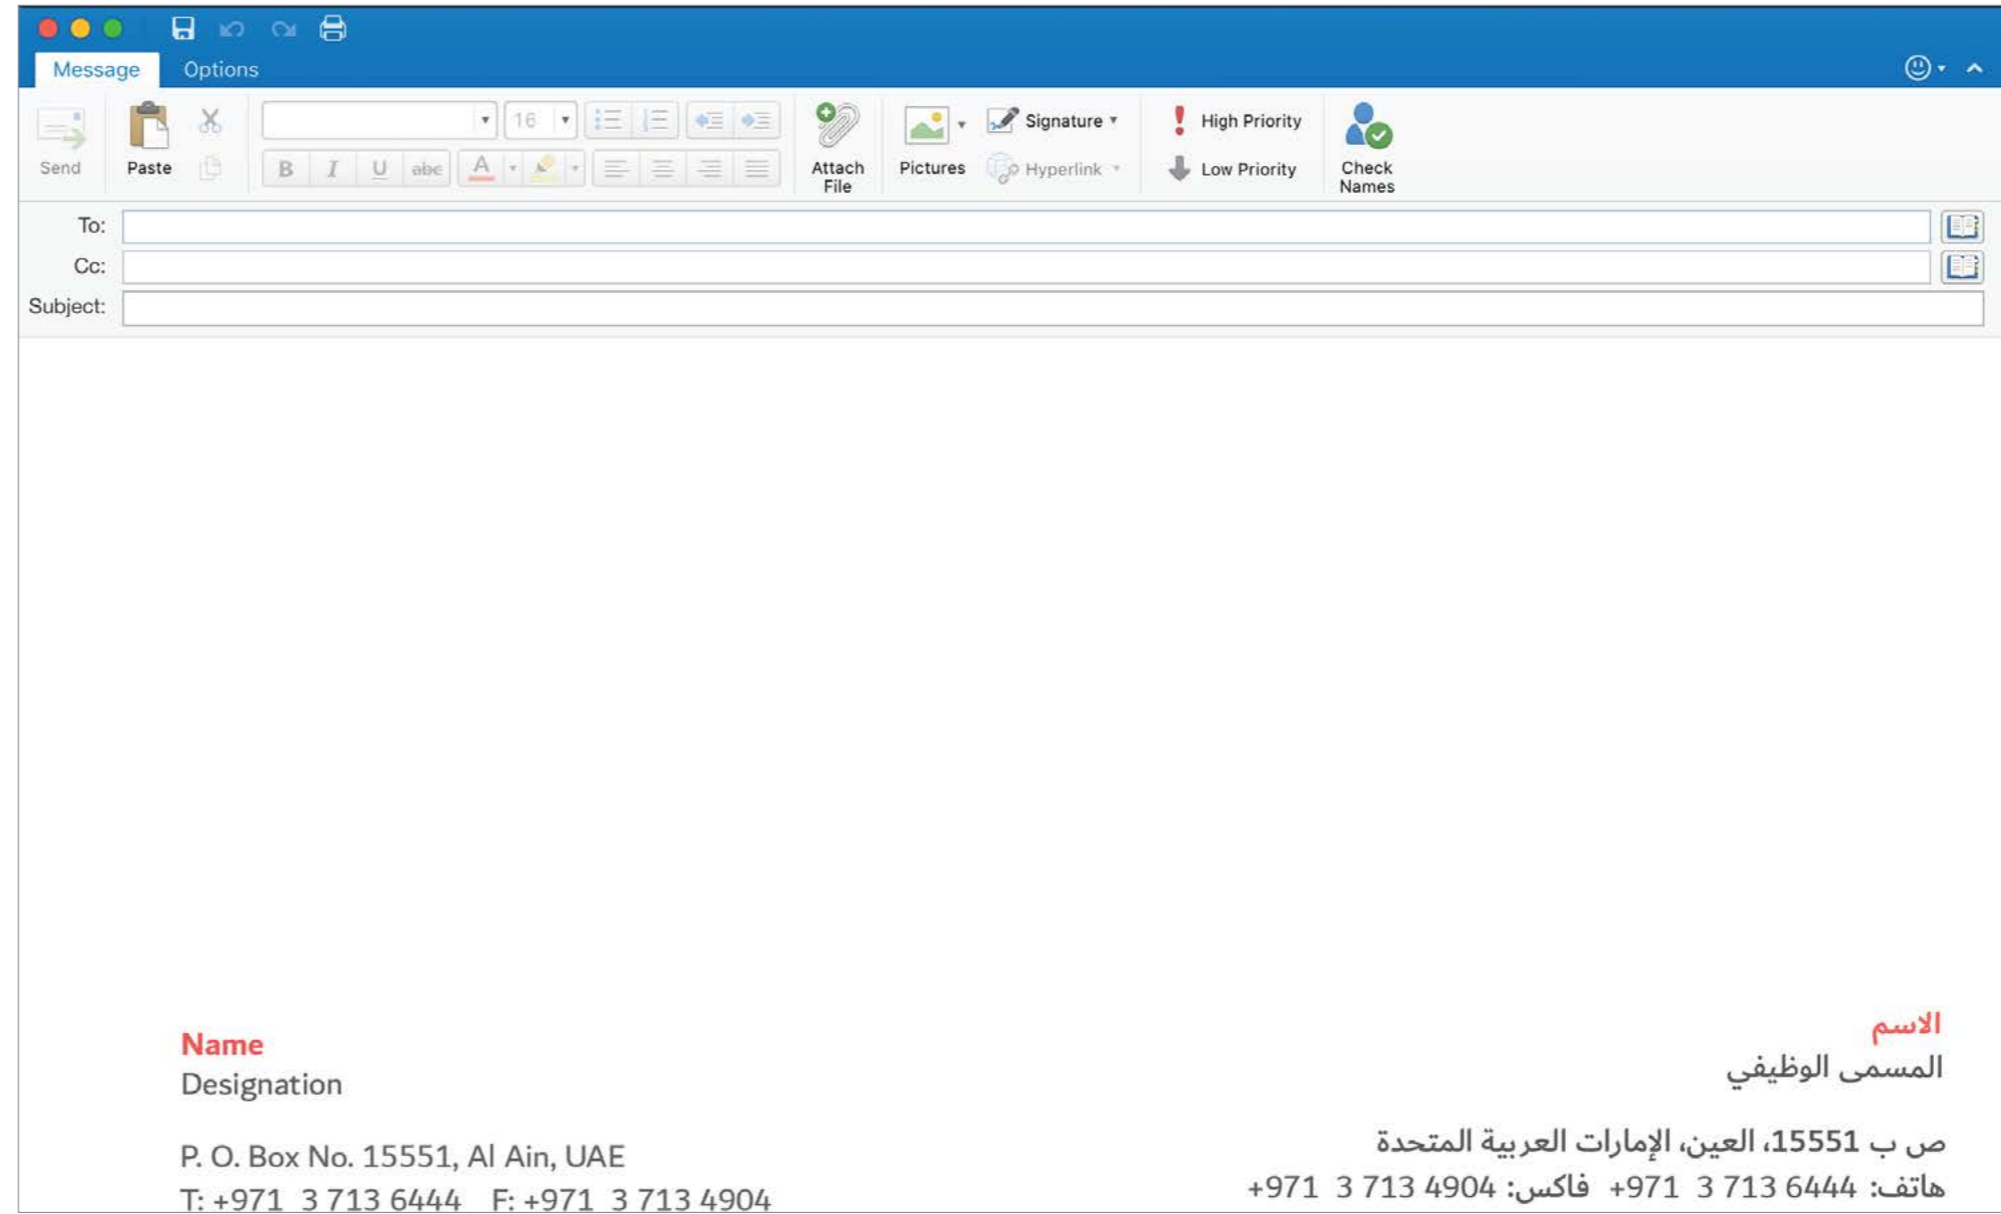 Message Options
Send
Paste
16
B I U abc A
Attach File
Pictures
Signature
Hyperlink
High Priority
Low Priority
Check Names
To:
Cc:
Subject:
Name
Designation
P. O. Box No. 15551, Al Ain, UAE
T: +971 3 713 6444 F: +971 3 713 4904
الاسم
المسمى الوظيفي
ص ب 15551، العين، الإمارات العربية المتحدة
هاتف: 6444 713 3 971+ فاكس: 4904 713 3 971+